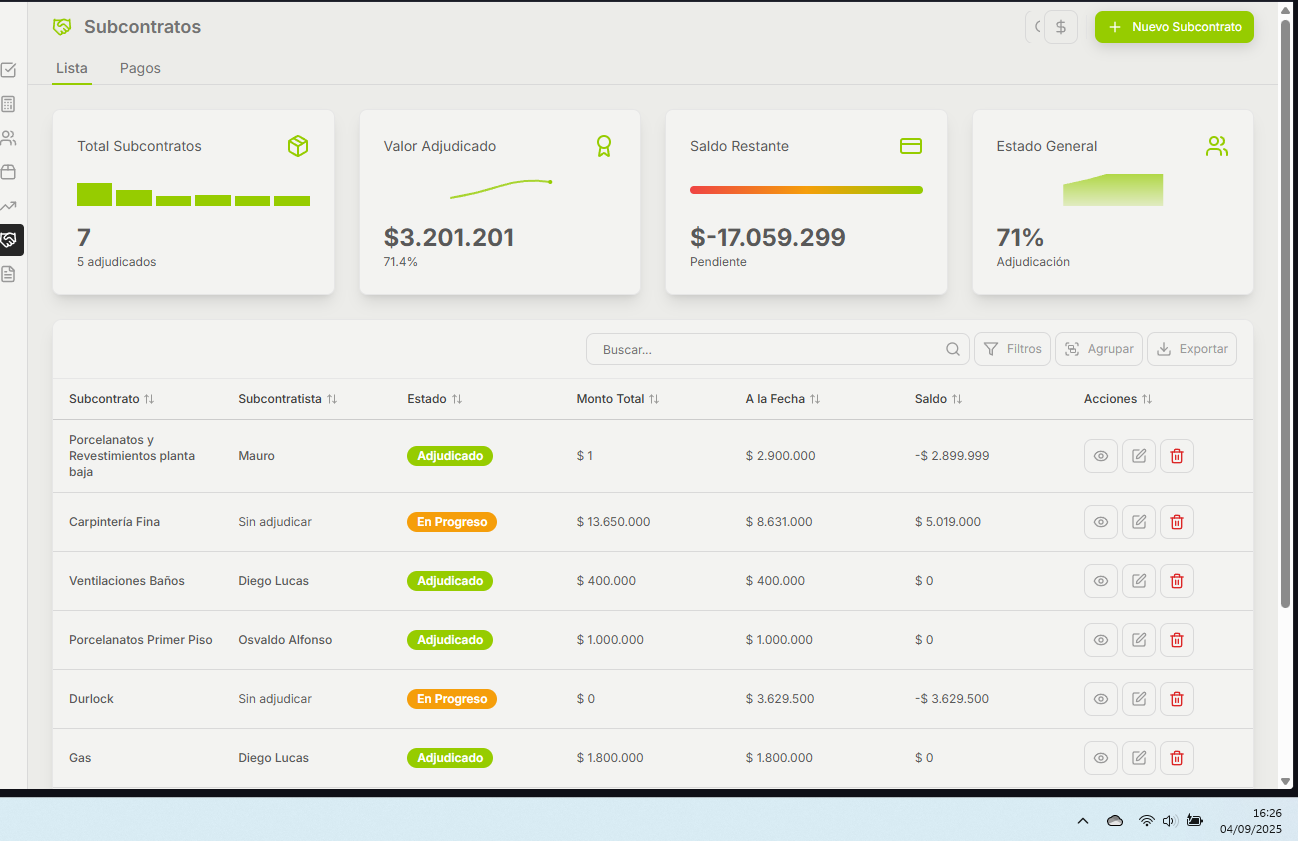 Subcontratos
$
+ Nuevo Subcontrato
Lista Pagos
Total Subcontratos
7
5 adjudicados
Valor Adjudicado
$3.201.201
71.4%
Saldo Restante
$-17.059.299
Pendiente
Estado General
71%
Adjudicación
Buscar...
Filtros
Agrupar
Exportar
Subcontrato Subcontratista Estado Monto Total A la Fecha Saldo Acciones
Porcelanatos y
Revestimientos planta
baja
Mauro Adjudicado $ 1 $ 2.900.000 -$ 2.899.999
Carpintería Fina Sin adjudicar En Progreso $ 13.650.000 $ 8.631.000 $ 5.019.000
Ventilaciones Baños Diego Lucas Adjudicado $ 400.000 $ 400.000 $ 0
Porcelanatos Primer Piso Osvaldo Alfonso Adjudicado $ 1.000.000 $ 1.000.000 $ 0
Durlock Sin adjudicar En Progreso $ 0 $ 3.629.500 -$ 3.629.500
Gas Diego Lucas Adjudicado $ 1.800.000 $ 1.800.000 $ 0
16:26
04/09/2025